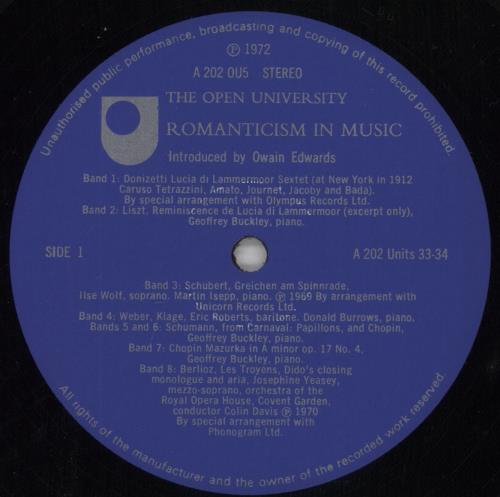 Unauthorised public performance, broadcasting and copying of this record prohibited.
Ⓟ 1972
A 202 OU5 STEREO
THE OPEN UNIVERSITY
ROMANTICISM IN MUSIC
Introduced by Owain Edwards
Band 1: Donizetti Lucia di Lammermoor Sextet (at New York in 1912
Caruso Tetrazzini, Amato, Journet, Jacoby and Bada).
By special arrangement with Olympus Records Ltd.
Band 2: Liszt, Reminiscence de Lucia di Lammermoor (excerpt only),
Geoffrey Buckley, piano.
SIDE 1
A 202 Units 33-34
Band 3: Schubert, Greichen am Spinnrade,
Ilse Wolf, soprano. Martin Isepp, piano. Ⓟ 1969 By arrangement with
Unicorn Records Ltd.
Band 4: Weber, Klage, Eric Roberts, baritone. Donald Burrows, piano.
Bands 5 and 6: Schumann, from Carnaval: Papillons, and Chopin,
Geoffrey Buckley, piano.
Band 7: Chopin Mazurka in A minor op. 17 No. 4,
Geoffrey Buckley, piano.
Band 8: Berlioz, Les Troyens, Dido's closing
monologue and aria, Josephine Yeasey,
mezzo-soprano, orchestra of the
Royal Opera House, Covent Garden,
conductor Colin Davis Ⓟ 1970
By special arrangement with
Phonogram Ltd.
All rights of the manufacturer and the owner of the recorded work reserved.